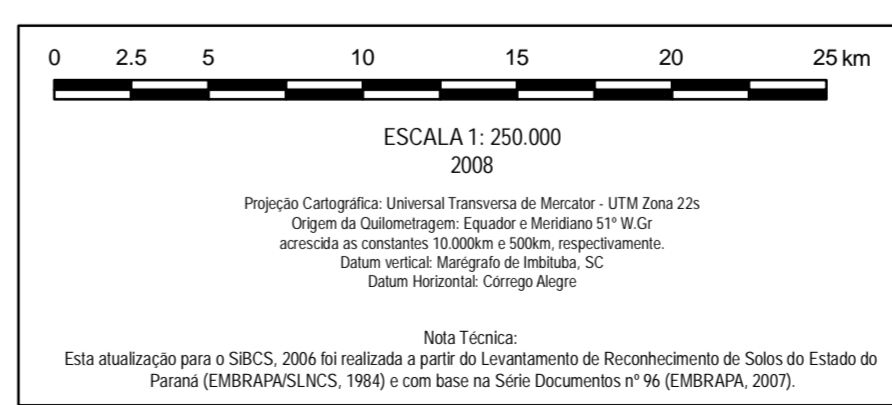 0 2.5 5 10 15 20 25 km
ESCALA 1: 250.000
2008
Projeção Cartográfica: Universal Transversa de Mercator - UTM Zona 22s
Origem da Quilometragem: Equador e Meridiano 51º W.Gr
acrescida as constantes 10.000km e 500km, respectivamente.
Datum vertical: Marégrafo de Imbituba, SC
Datum Horizontal: Córrego Alegre
Nota Técnica:
Esta atualização para o SiBCS, 2006 foi realizada a partir do Levantamento de Reconhecimento de Solos do Estado do
Paraná (EMBRAPA/SLNCS, 1984) e com base na Série Documentos nº 96 (EMBRAPA, 2007).